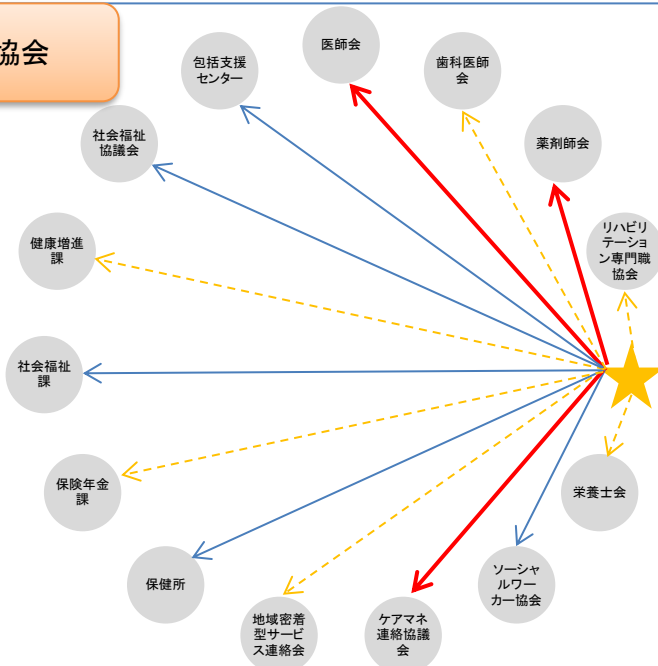 協会
医師会
包括支援
センター
歯科医師
会
社会福祉
協議会
薬剤師会
リハビリ
テーショ
ン専門職
協会
健康増進
課
社会福祉
課
保険年金
課
栄養士会
保健所
ソーシャ
ルワー
カー協会
地域密着
型サービ
ス連絡会
ケアマネ
連絡協議
会